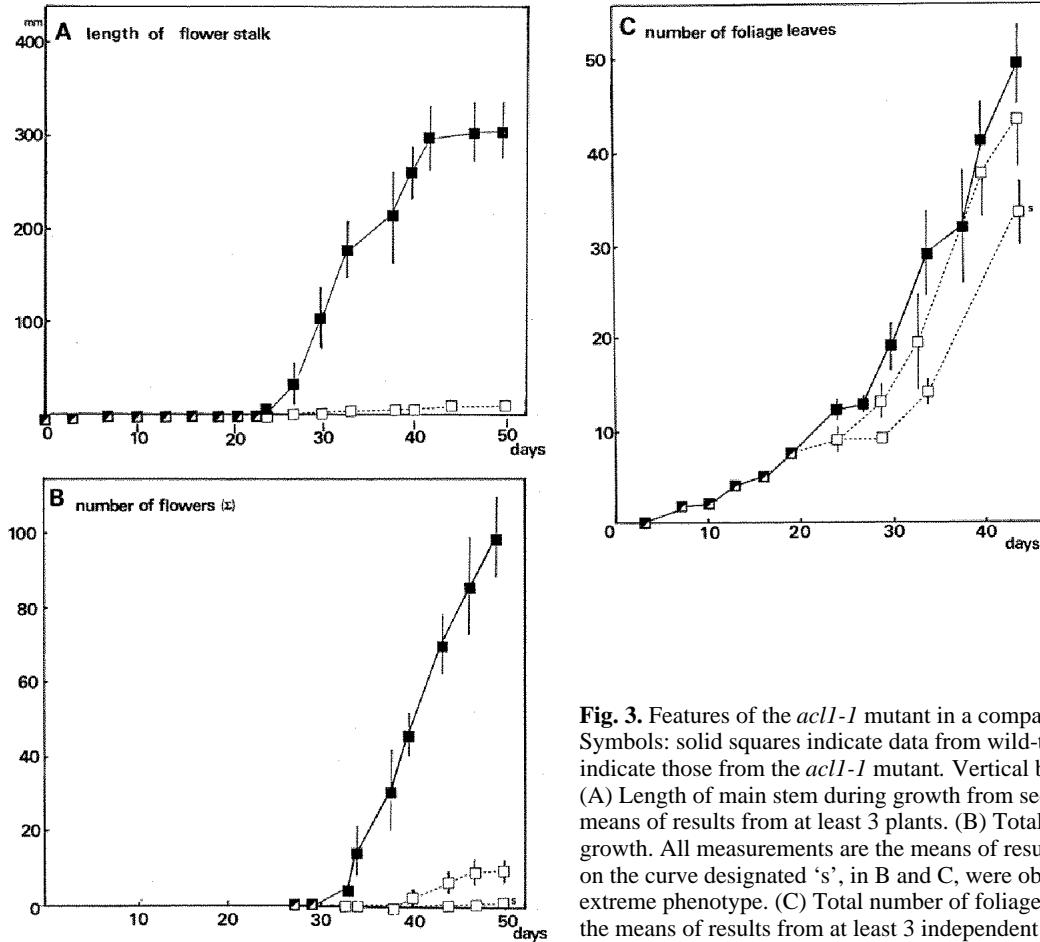 mm
A length of flower stalk
400
300
200
100
0 10 20 30 40 50
days
B number of flowers (Σ)
100
80
60
40
20
0
10 20 30 40 50
s
days
C number of foliage leaves
50
40
30
20
10
0 10 20 30 40
s
days
Fig. 3. Features of the acl1-1 mutant in a compa
Symbols: solid squares indicate data from wild-t
indicate those from the acl1-1 mutant. Vertical b
(A) Length of main stem during growth from see
means of results from at least 3 plants. (B) Total
growth. All measurements are the means of resu
on the curve designated ‘s’, in B and C, were ob
extreme phenotype. (C) Total number of foliage
the means of results from at least 3 independent